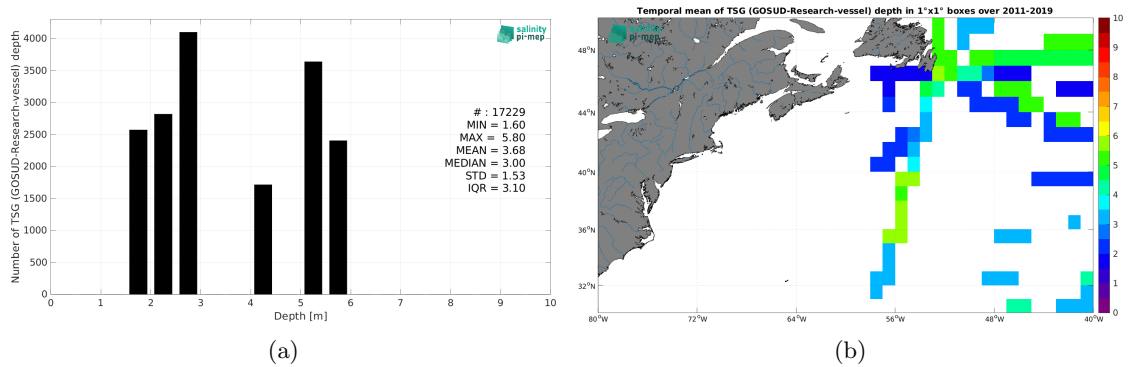 Number of TSG (GOSUD-Research-vessel) depth
4000
3500
3000
2500
2000
1500
1000
500
0
salinity
pi-mep
# : 17229
MIN = 1.60
MAX = 5.80
MEAN = 3.68
MEDIAN = 3.00
STD = 1.53
IQR = 3.10
0 1 2 3 4 5 6 7 8 9 10
Depth [m]
(a)
Temporal mean of TSG (GOSUD-Research-vessel) depth in 1°x1° boxes over 2011-2019
salinity
pi-mep
48°N
44°N
40°N
36°N
32°N
80°W 72°W 64°W 56°W 48°W 40°W
10
9
8
7
6
5
4
3
2
1
0
(b)